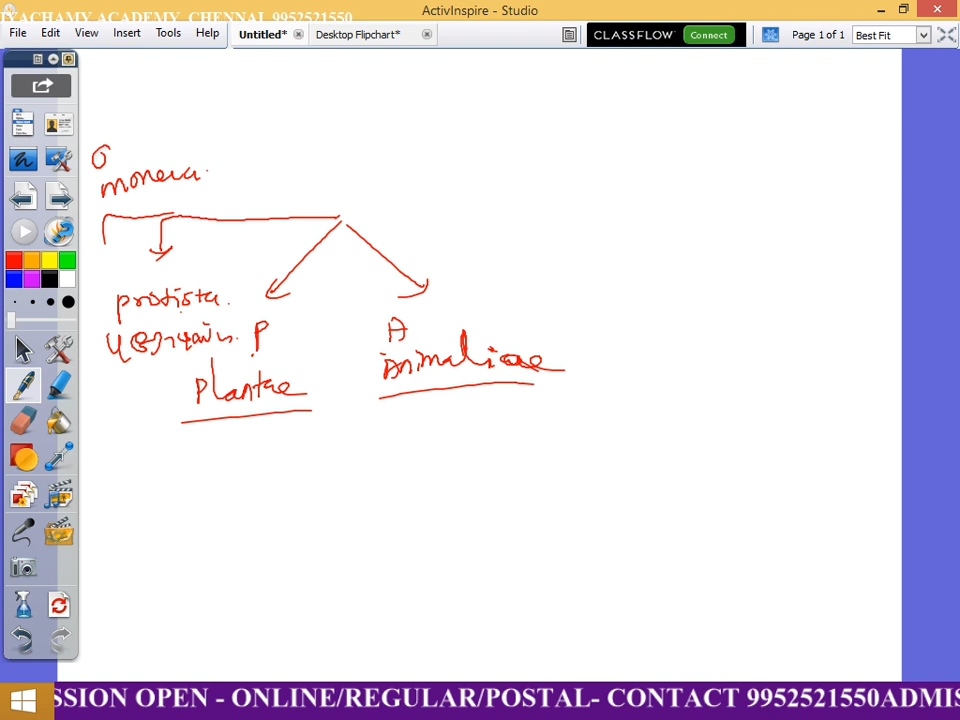 IYACHAMY ACADEMY, CHENNAI 9952521550
ActivInspire - Studio
File Edit View Insert Tools Help
Untitled* Desktop Flipchart*
CLASSFLOW Connect
Page 1 of 1 Best Fit
monera.
protista.
P
A
Animaliae
Plantae
SSION OPEN - ONLINE/REGULAR/POSTAL- CONTACT 9952521550ADMIS